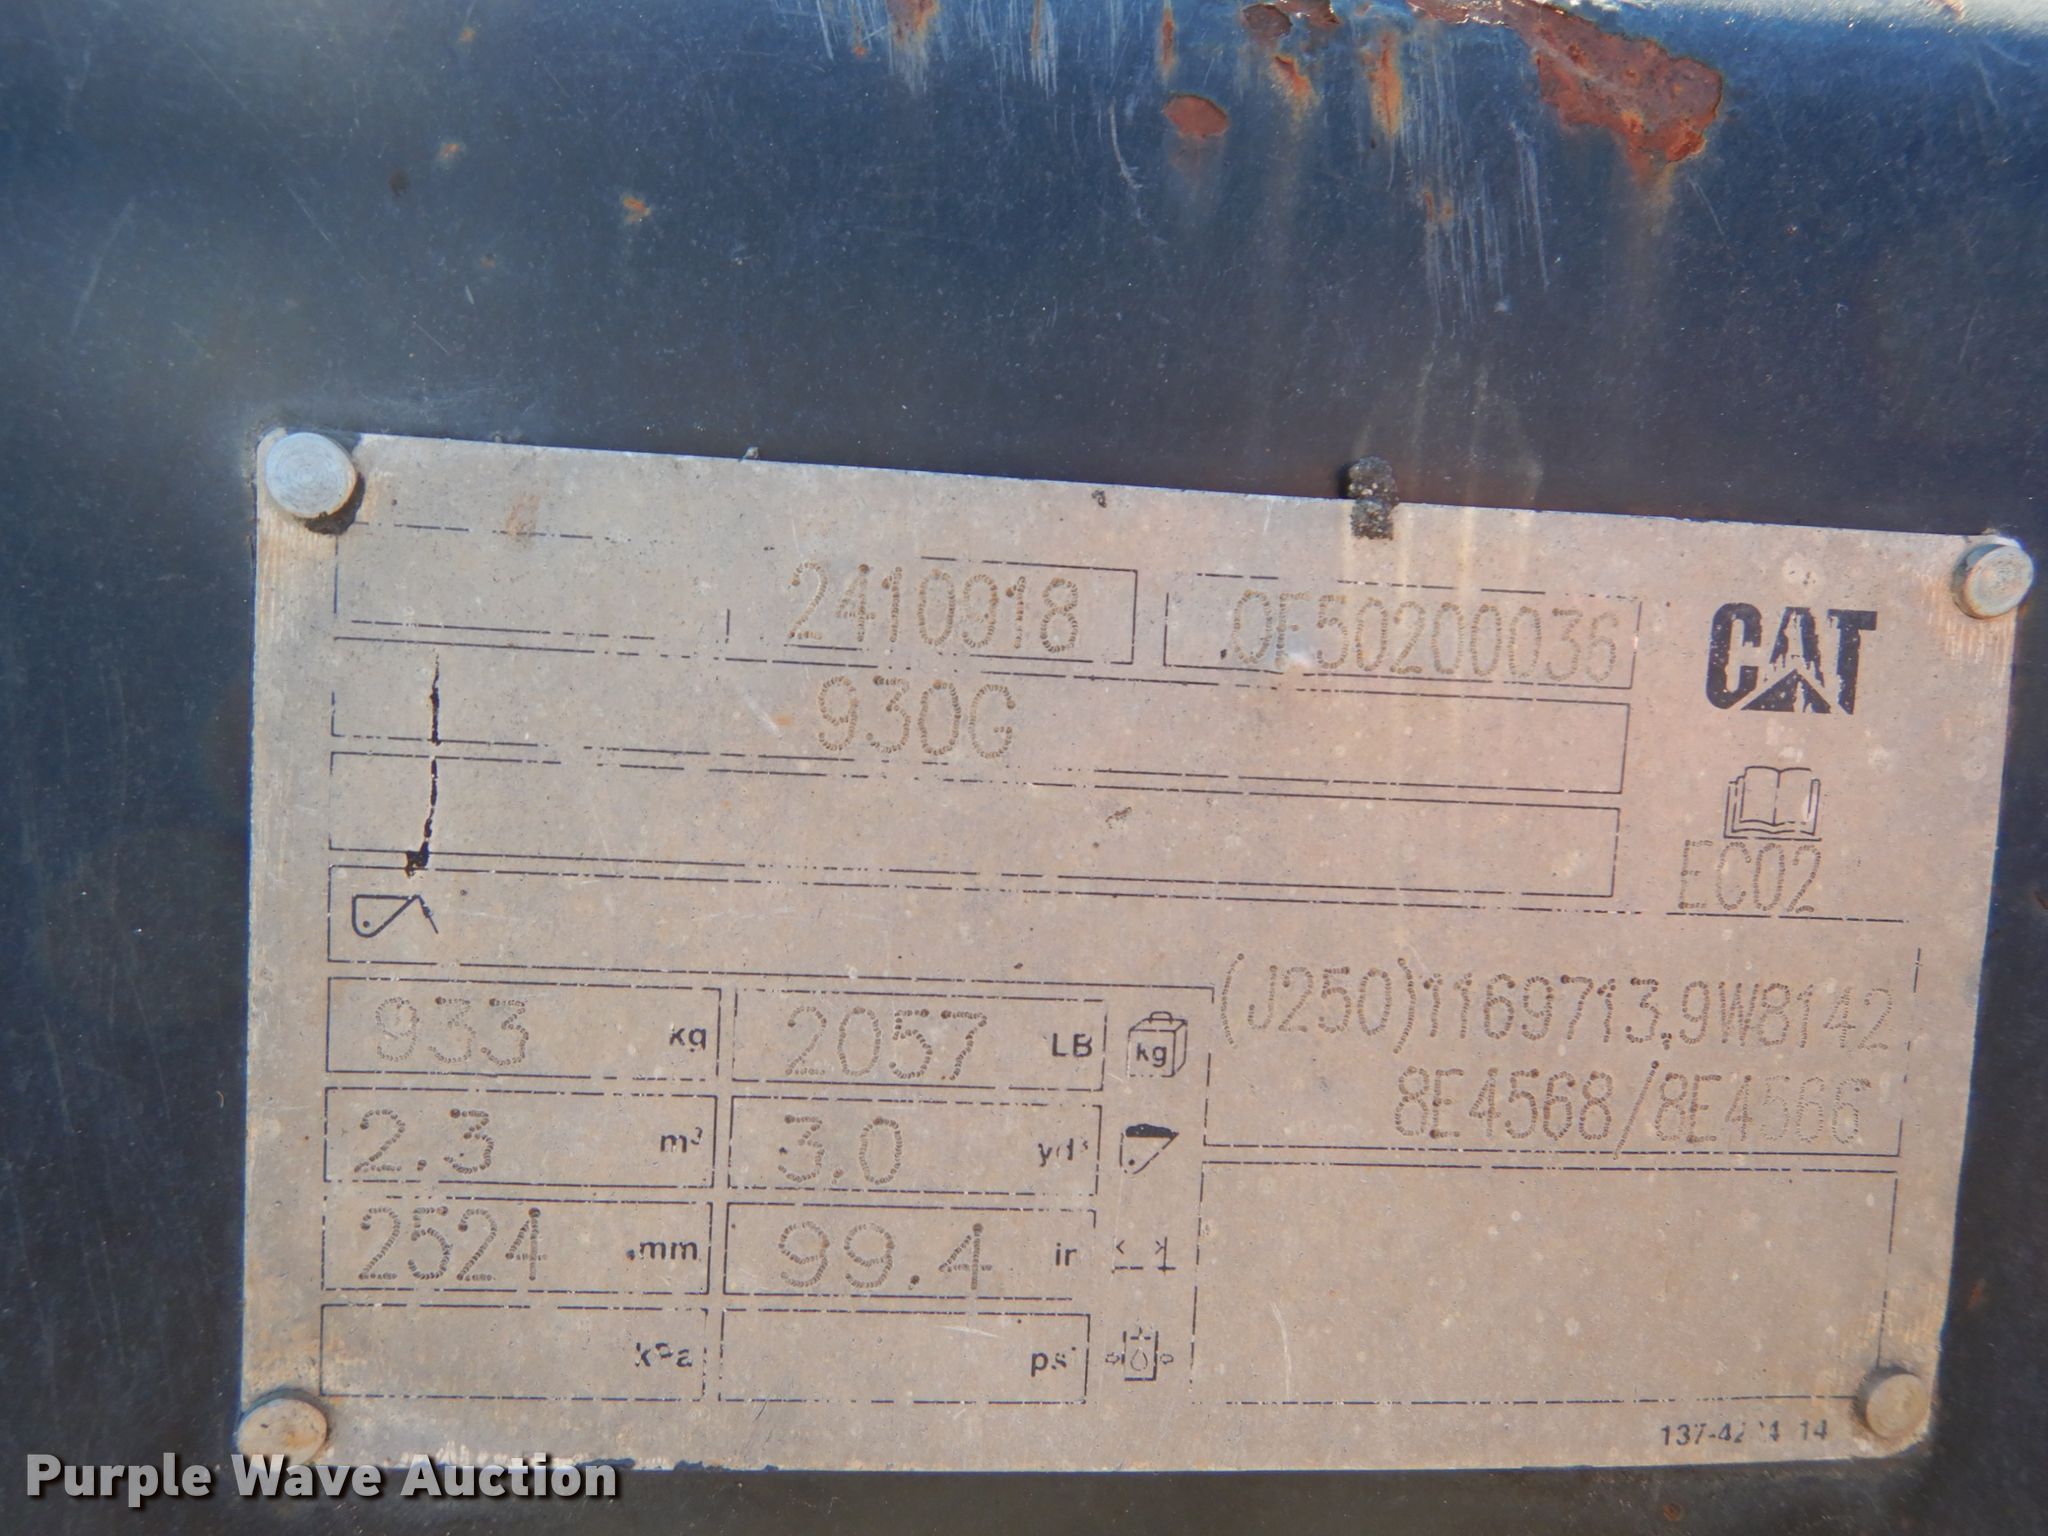 2410918 QF50200036 CAT
930G
EC02
933 kg 2057 LB kg (J250)1169713.9W8142
8E4568/8E4566
2.3 m³ 3.0 yd³
2524 mm 99.4 in
kPa psi
Purple Wave Auction